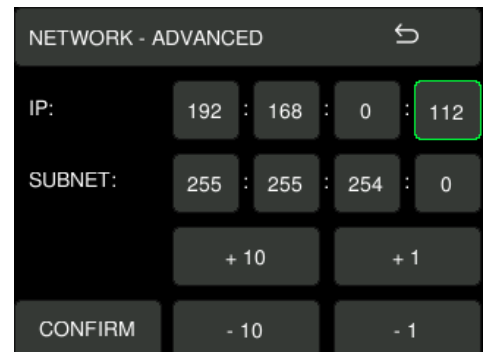 NETWORK - ADVANCED
IP: 192 : 168 : 0 : 112
SUBNET: 255 : 255 : 254 : 0
+ 10 + 1
CONFIRM - 10 - 1